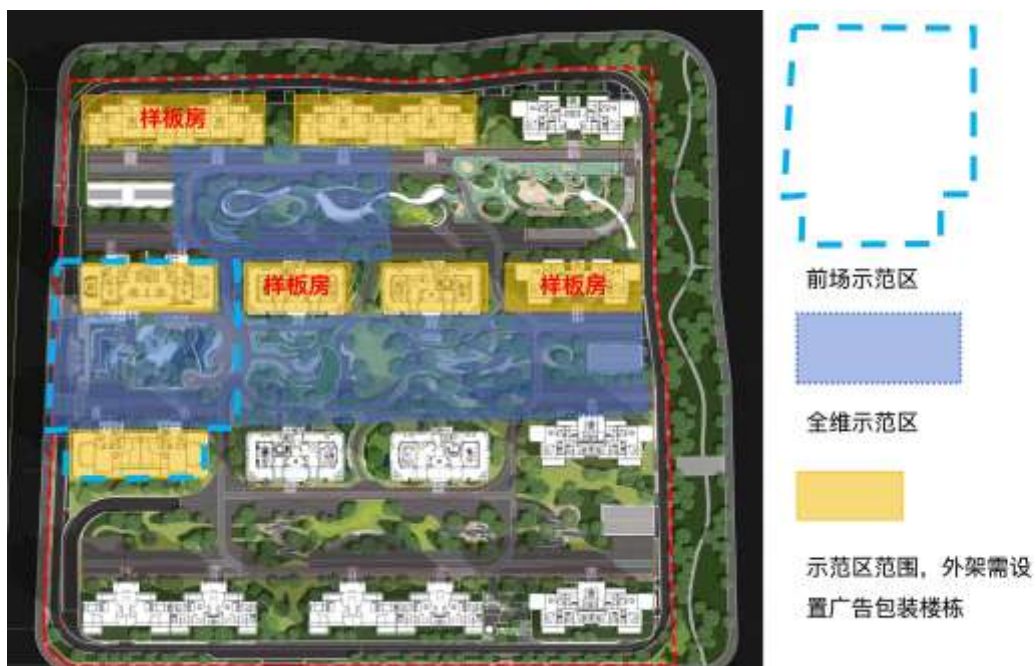 样板房
样板房
样板房
前场示范区
全维示范区
示范区范围，外架需设
置广告包装楼栋